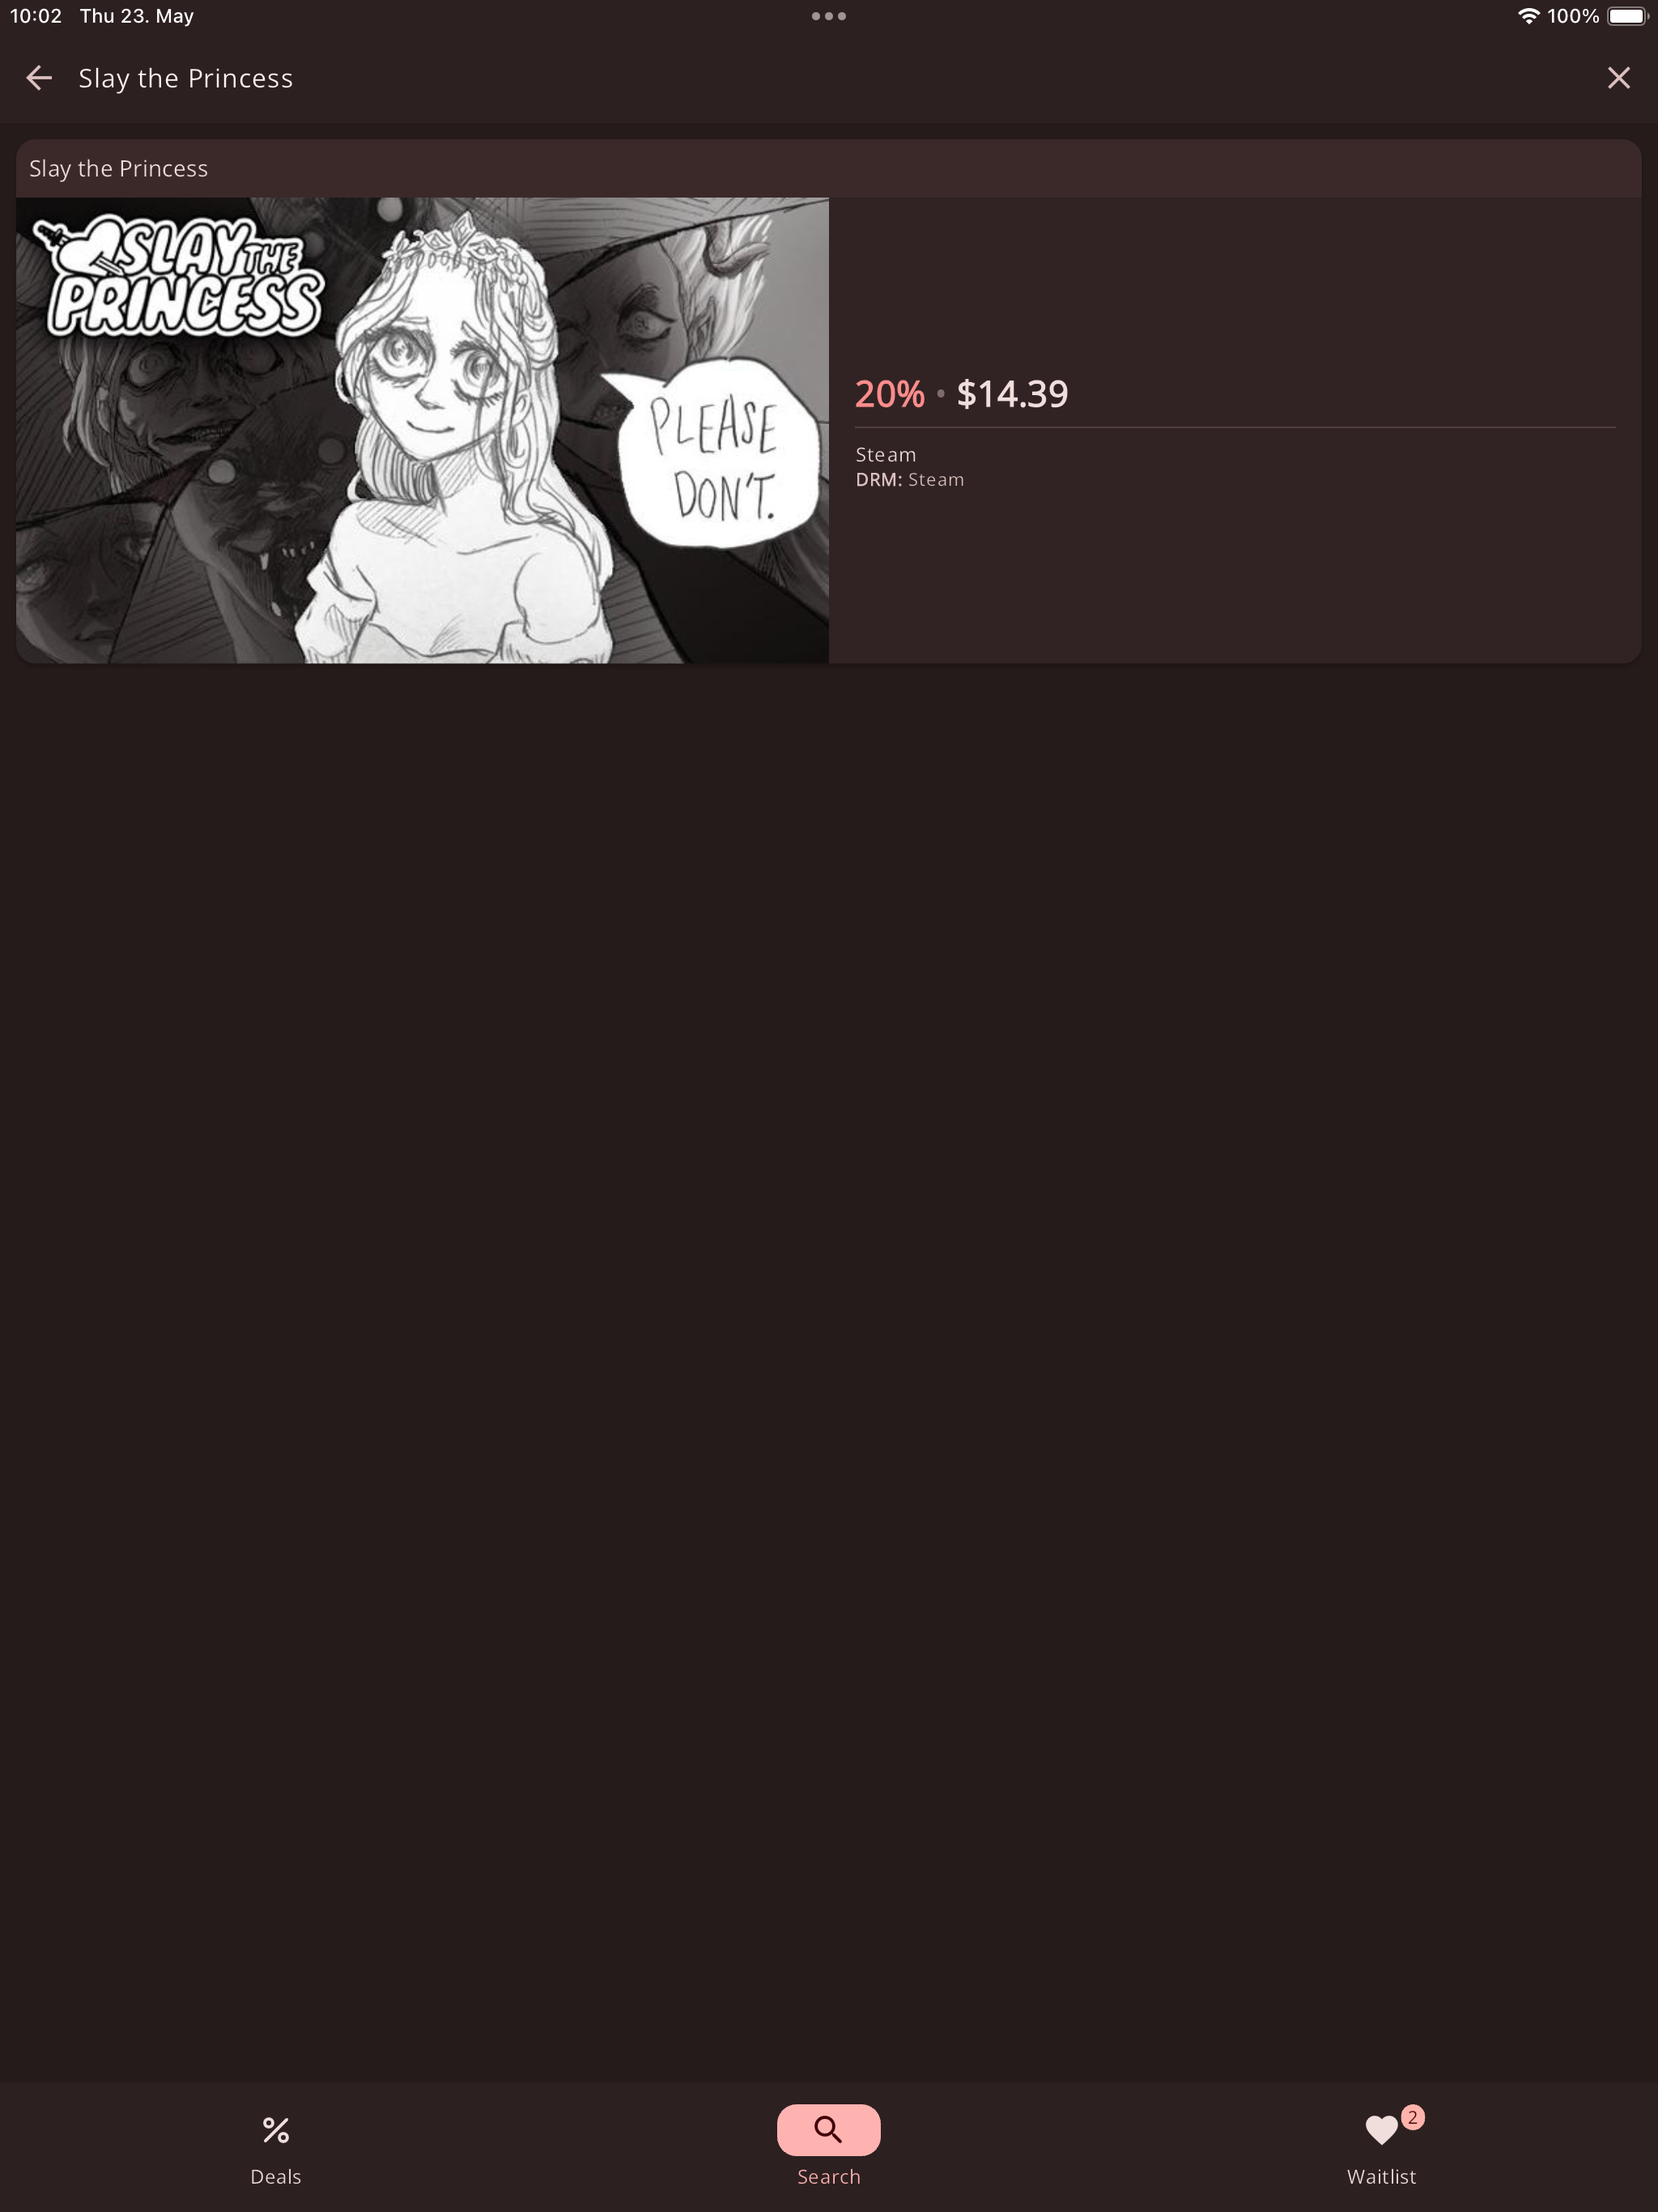 10:02 Thu 23. May
100%
Slay the Princess
Slay the Princess
SLAY THE
PRINCESS
PLEASE
DON'T.
20% • $14.39
Steam
DRM: Steam
2
Deals
Search
Waitlist